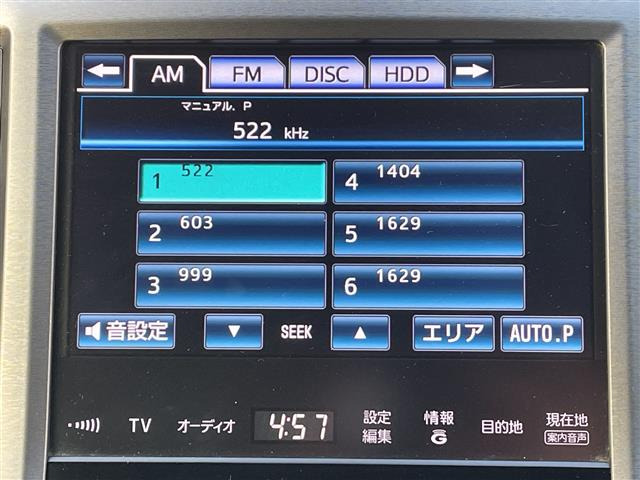 AM FM DISC HDD
マニュアル. P
522 kHz
1 522
4 1404
2 603
5 1629
3 999
6 1629
音設定 SEEK エリア AUTO.P
TV オーディオ 4:57 設定 編集 情報 G 目的地 現在地 案内音声